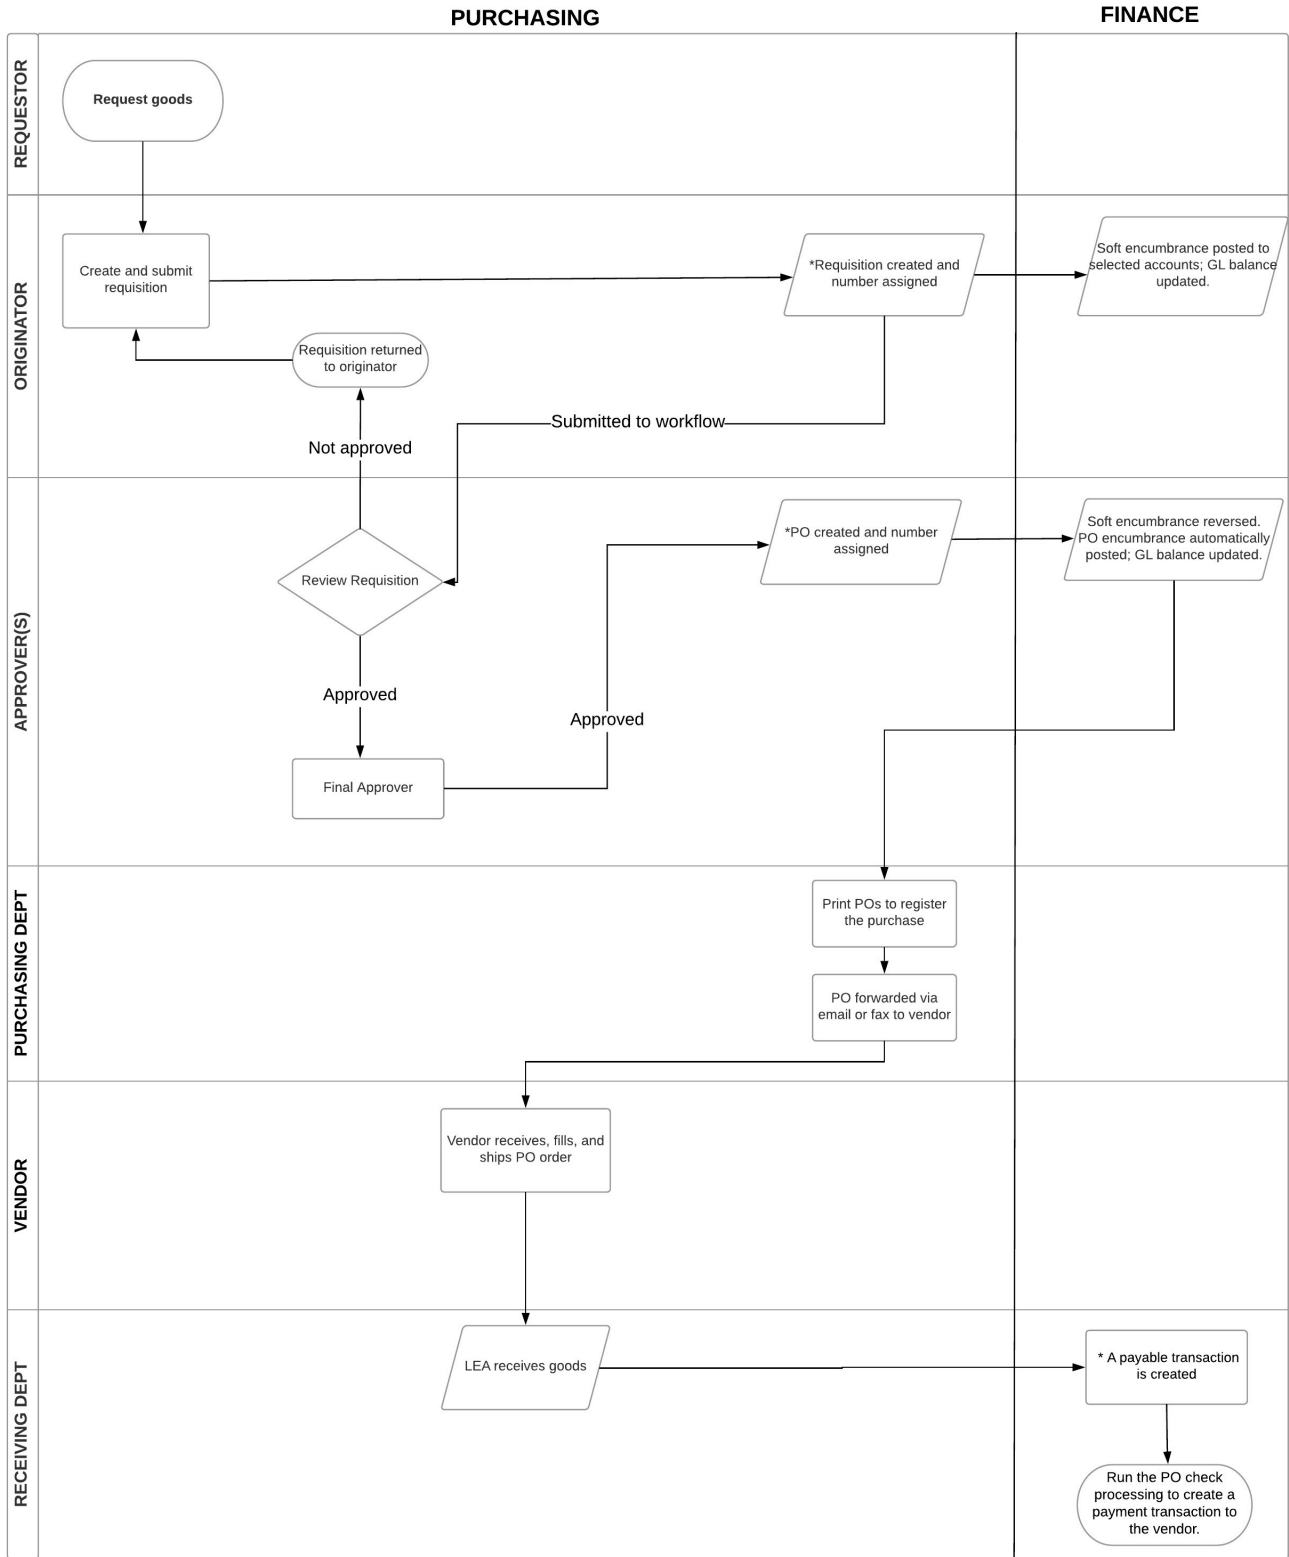 PURCHASING
FINANCE
REQUESTOR
Request goods
ORIGINATOR
Create and submit
requisition
*Requisition created and
number assigned
Soft encumbrance posted to
selected accounts; GL balance
updated.
Requisition returned
to originator
Submitted to workflow
Not approved
APPROVER(S)
*PO created and number
assigned
Soft encumbrance reversed.
PO encumbrance automatically
posted; GL balance updated.
Review Requisition
Approved
Approved
Final Approver
PURCHASING DEPT
Print POs to register
the purchase
PO forwarded via
email or fax to vendor
VENDOR
Vendor receives, fills, and
ships PO order
RECEIVING DEPT
LEA receives goods
* A payable transaction
is created
Run the PO check
processing to create a
payment transaction to
the vendor.